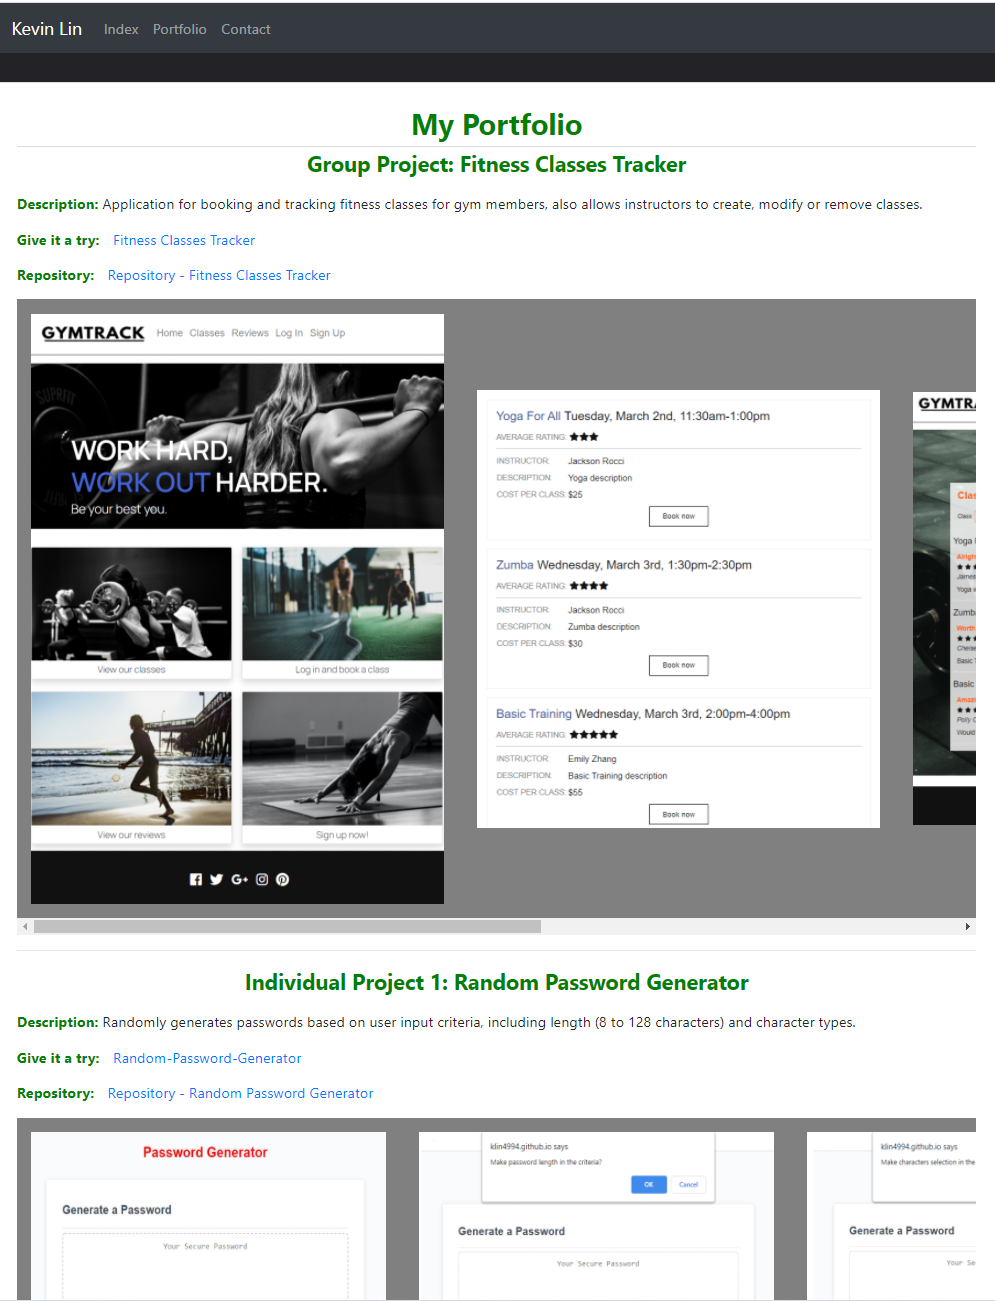 Kevin Lin Index Portfolio Contact
My Portfolio
Group Project: Fitness Classes Tracker
Description: Application for booking and tracking fitness classes for gym members, also allows instructors to create, modify or remove classes.
Give it a try: Fitness Classes Tracker
Repository: Repository - Fitness Classes Tracker
GYMTRACK Home Classes Reviews Log In Sign Up
WORK HARD,
WORK OUT HARDER.
Be your best you.
View our classes
Log in and book a class
View our reviews
Sign up now!
Yoga For All Tuesday, March 2nd, 11:30am-1:00pm
AVERAGE RATING: ★★★
INSTRUCTOR: Jackson Rocci
DESCRIPTION: Yoga description
COST PER CLASS: $25
Book now
Zumba Wednesday, March 3rd, 1:30pm-2:30pm
AVERAGE RATING: ★★★★
INSTRUCTOR: Jackson Rocci
DESCRIPTION: Zumba description
COST PER CLASS: $30
Book now
Basic Training Wednesday, March 3rd, 2:00pm-4:00pm
AVERAGE RATING: ★★★★★
INSTRUCTOR: Emily Zhang
DESCRIPTION: Basic Training description
COST PER CLASS: $55
Book now
GYMTRA
Clas
Class
Yoga
Alrigh
James
Yoga
Zumb
Worth
Basic
Basic
Amazi
Polly
Would
Individual Project 1: Random Password Generator
Description: Randomly generates passwords based on user input criteria, including length (8 to 128 characters) and character types.
Give it a try: Random-Password-Generator
Repository: Repository - Random Password Generator
Password Generator
Generate a Password
Your Secure Password
klin4994.github.io says
Make password length in the criteria?
OK Cancel
Generate a Password
Your Secure Password
klin4994.github.io says
Make characters selection in the
Generate a Password
Your Se